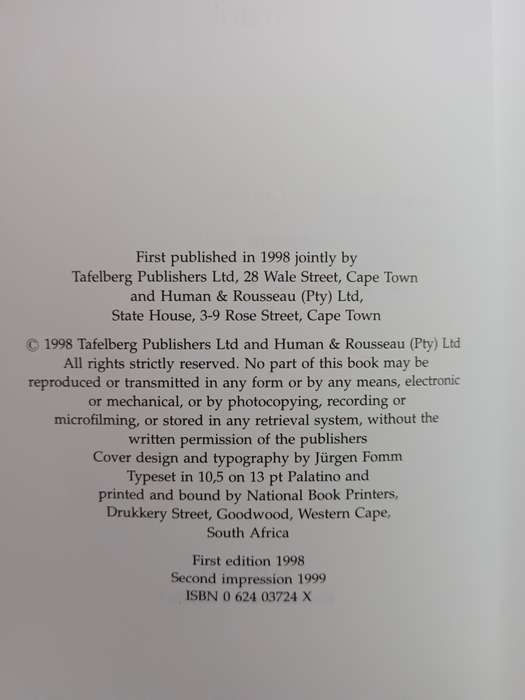 First published in 1998 jointly by
Tafelberg Publishers Ltd, 28 Wale Street, Cape Town
and Human & Rousseau (Pty) Ltd,
State House, 3-9 Rose Street, Cape Town
© 1998 Tafelberg Publishers Ltd and Human & Rousseau (Pty) Ltd
All rights strictly reserved. No part of this book may be
reproduced or transmitted in any form or by any means, electronic
or mechanical, or by photocopying, recording or
microfilming, or stored in any retrieval system, without the
written permission of the publishers
Cover design and typography by Jürgen Fomm
Typeset in 10,5 on 13 pt Palatino and
printed and bound by National Book Printers,
Drukkery Street, Goodwood, Western Cape,
South Africa
First edition 1998
Second impression 1999
ISBN 0 624 03724 X